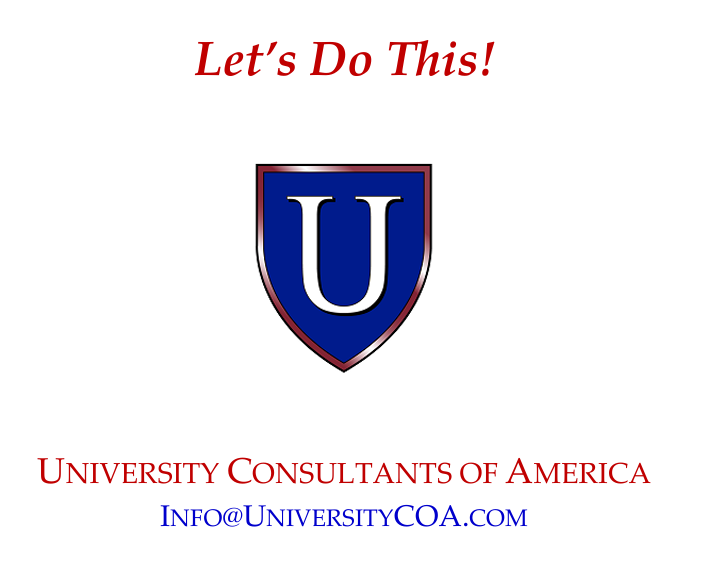 Let's Do This!
U
UNIVERSITY CONSULTANTS OF AMERICA
INFO@UNIVERSITYCOA.COM